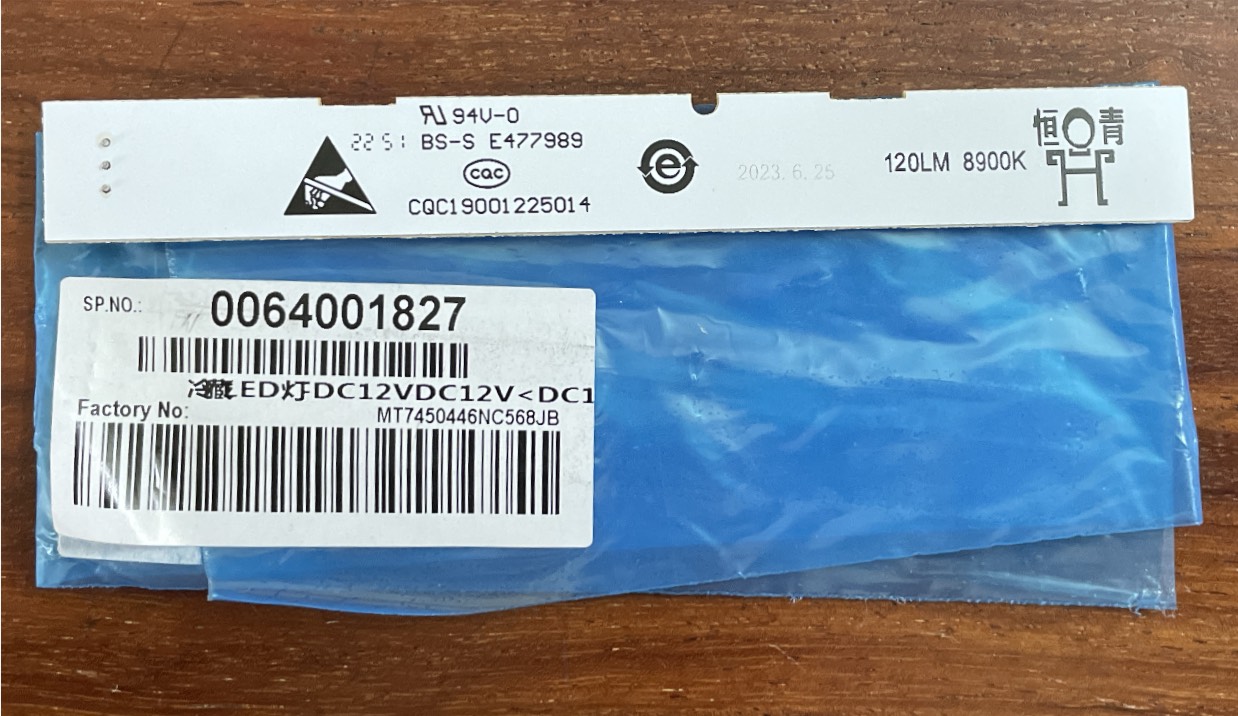 94V-0
2251 BS-S E477989
CQC
CQC19001225014
e
2023.6.25
120LM 8900K
恒青
SP.NO.: 0064001827
冷藏ED灯DC12VDC12V<DC1
Factory No: MT7450446NC568JB